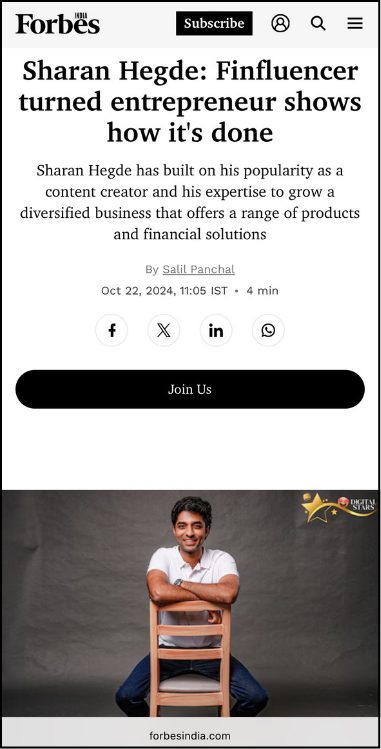 Forbes
INDIA
Subscribe
Sharan Hegde: Finfluencer
turned entrepreneur shows
how it's done
Sharan Hegde has built on his popularity as a
content creator and his expertise to grow a
diversified business that offers a range of products
and financial solutions
By Salil Panchal
Oct 22, 2024, 11:05 IST • 4 min
Join Us
DIGITAL
STARS
forbesindia.com